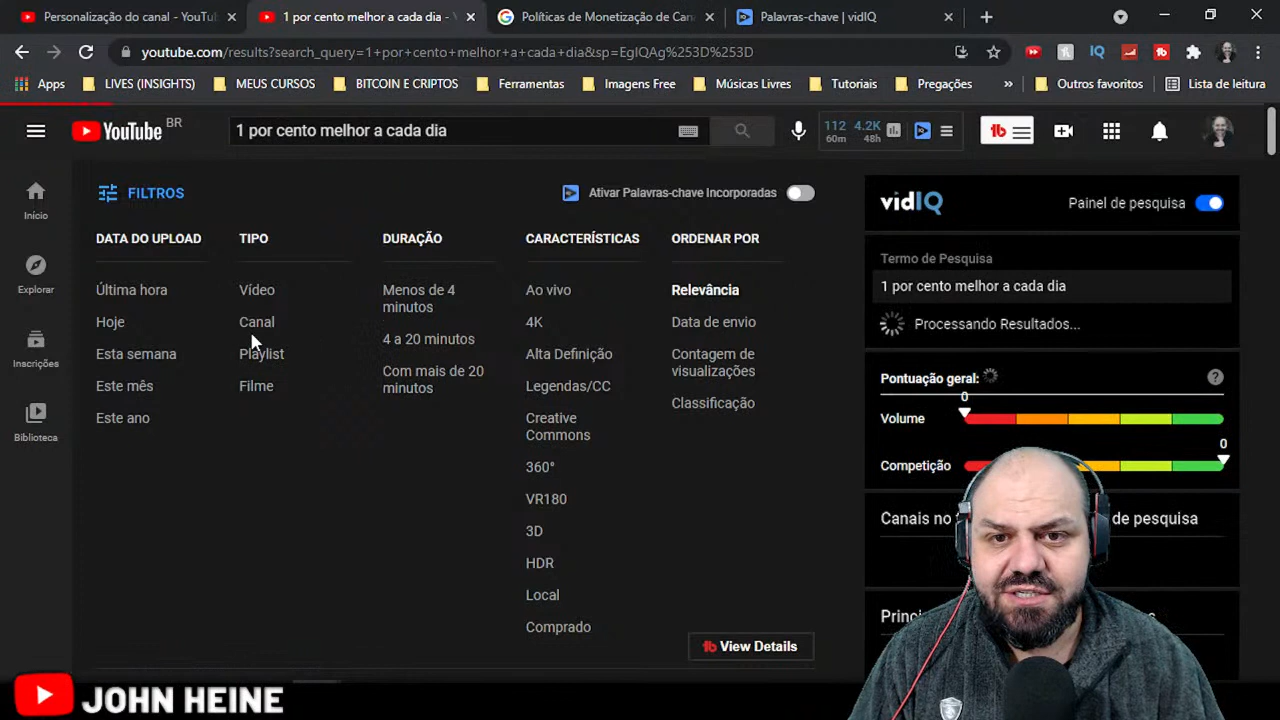 Personalização do canal - YouTu
1 por cento melhor a cada dia - Y
Políticas de Monetização de Can
Palavras-chave | vidIQ
youtube.com/results?search_query=1+por+cento+melhor+a+cada+dia&sp=EgIQAg%253D%253D
Apps
LIVES (INSIGHTS)
MEUS CURSOS
BITCOIN E CRIPTOS
Ferramentas
Imagens Free
Músicas Livres
Tutoriais
Pregações
»
Outros favoritos
Lista de leitura
YouTube BR
1 por cento melhor a cada dia
112 4.2K
60m 48h
Início
Explorar
Inscrições
Biblioteca
FILTROS
Ativar Palavras-chave Incorporadas
DATA DO UPLOAD
Última hora
Hoje
Esta semana
Este mês
Este ano
TIPO
Vídeo
Canal
Playlist
Filme
DURAÇÃO
Menos de 4
minutos
4 a 20 minutos
Com mais de 20
minutos
CARACTERÍSTICAS
Ao vivo
4K
Alta Definição
Legendas/CC
Creative
Commons
360°
VR180
3D
HDR
Local
Comprado
ORDENAR POR
Relevância
Data de envio
Contagem de
visualizações
Classificação
View Details
vidIQ
Painel de pesquisa
Termo de Pesquisa
1 por cento melhor a cada dia
Processando Resultados...
Pontuação geral:
0
Volume
0
Competição
Canais no
de pesquisa
JOHN HEINE